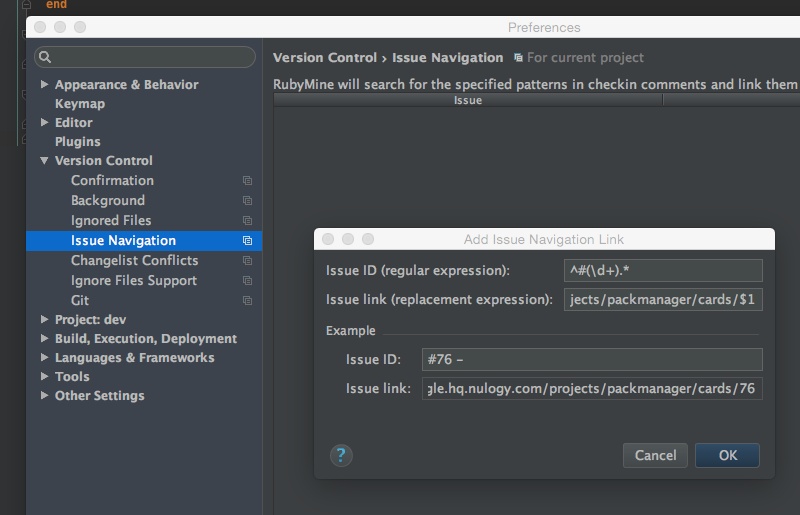 end
Preferences
Version Control › Issue Navigation For current project
RubyMine will search for the specified patterns in checkin comments and link them
Issue
Appearance & Behavior
Keymap
Editor
Plugins
Version Control
Confirmation
Background
Ignored Files
Issue Navigation
Changelist Conflicts
Ignore Files Support
Git
Project: dev
Build, Execution, Deployment
Languages & Frameworks
Tools
Other Settings
Add Issue Navigation Link
Issue ID (regular expression): ^#(\d+).*
Issue link (replacement expression): jects/packmanager/cards/$1
Example
Issue ID: #76 –
Issue link: gle.hq.nulogy.com/projects/packmanager/cards/76
? Cancel OK